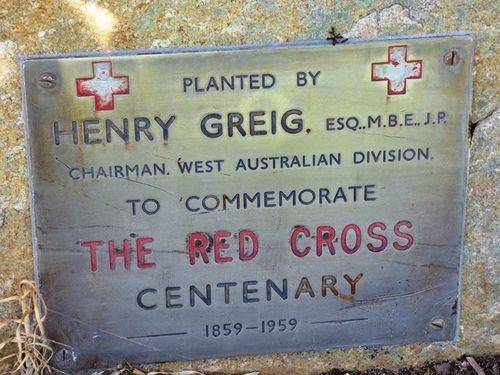 PLANTED BY
HENRY GREIG. ESQ., M.B.E., J.P.
CHAIRMAN. WEST AUSTRALIAN DIVISION.
TO COMMEMORATE
THE RED CROSS
CENTENARY
1859-1959